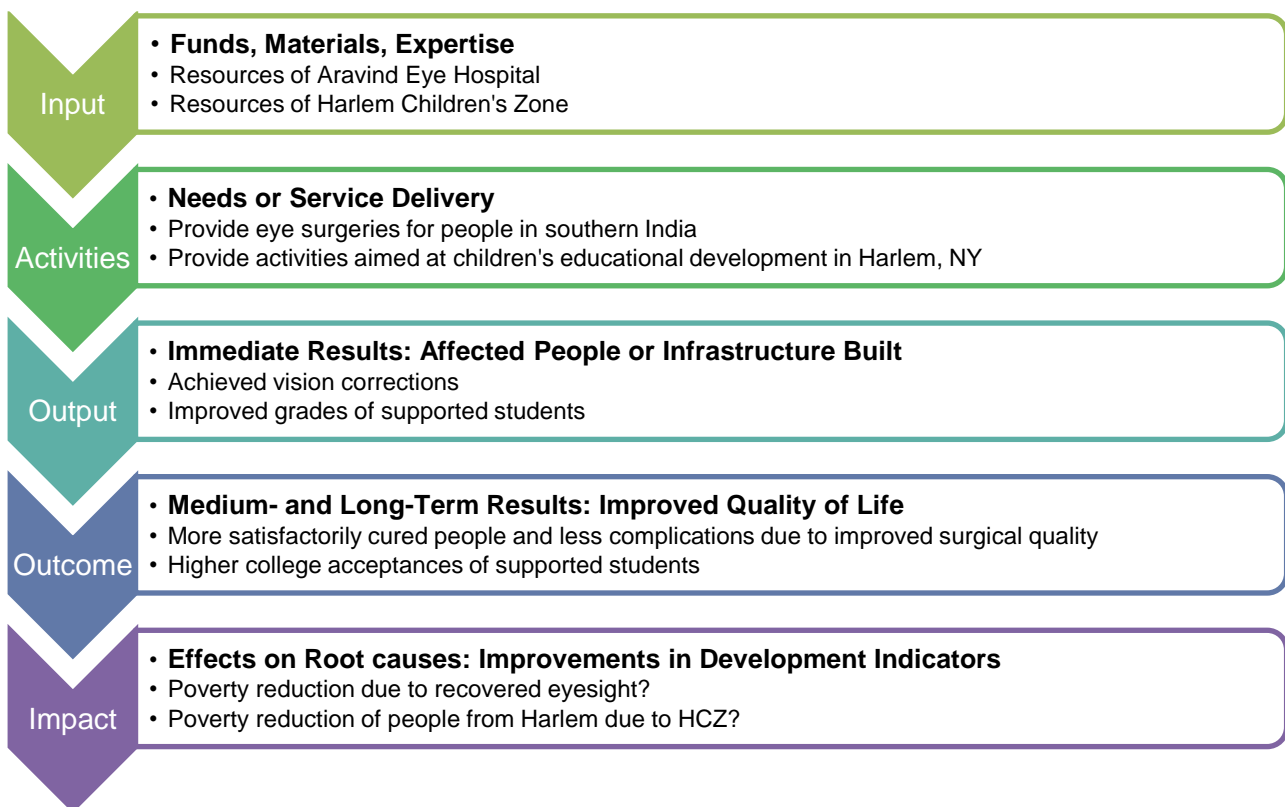 Input
• Funds, Materials, Expertise
• Resources of Aravind Eye Hospital
• Resources of Harlem Children's Zone
Activities
• Needs or Service Delivery
• Provide eye surgeries for people in southern India
• Provide activities aimed at children's educational development in Harlem, NY
Output
• Immediate Results: Affected People or Infrastructure Built
• Achieved vision corrections
• Improved grades of supported students
Outcome
• Medium- and Long-Term Results: Improved Quality of Life
• More satisfactorily cured people and less complications due to improved surgical quality
• Higher college acceptances of supported students
Impact
• Effects on Root causes: Improvements in Development Indicators
• Poverty reduction due to recovered eyesight?
• Poverty reduction of people from Harlem due to HCZ?